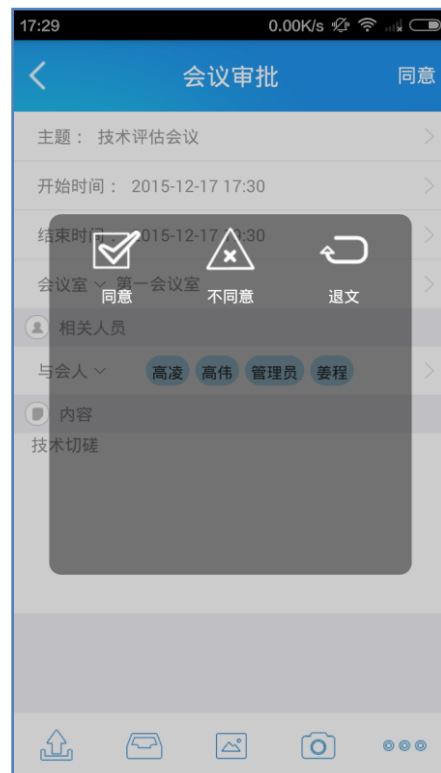 17:29 0.00K/s
会议审批 同意
主题： 技术评估会议
开始时间： 2015-12-17 17:30
结束时间： 2015-12-17 19:30
会议室 第一会议室
同意 不同意 退文
相关人员
与会人 高凌 高伟 管理员 姜程
内容
技术切磋